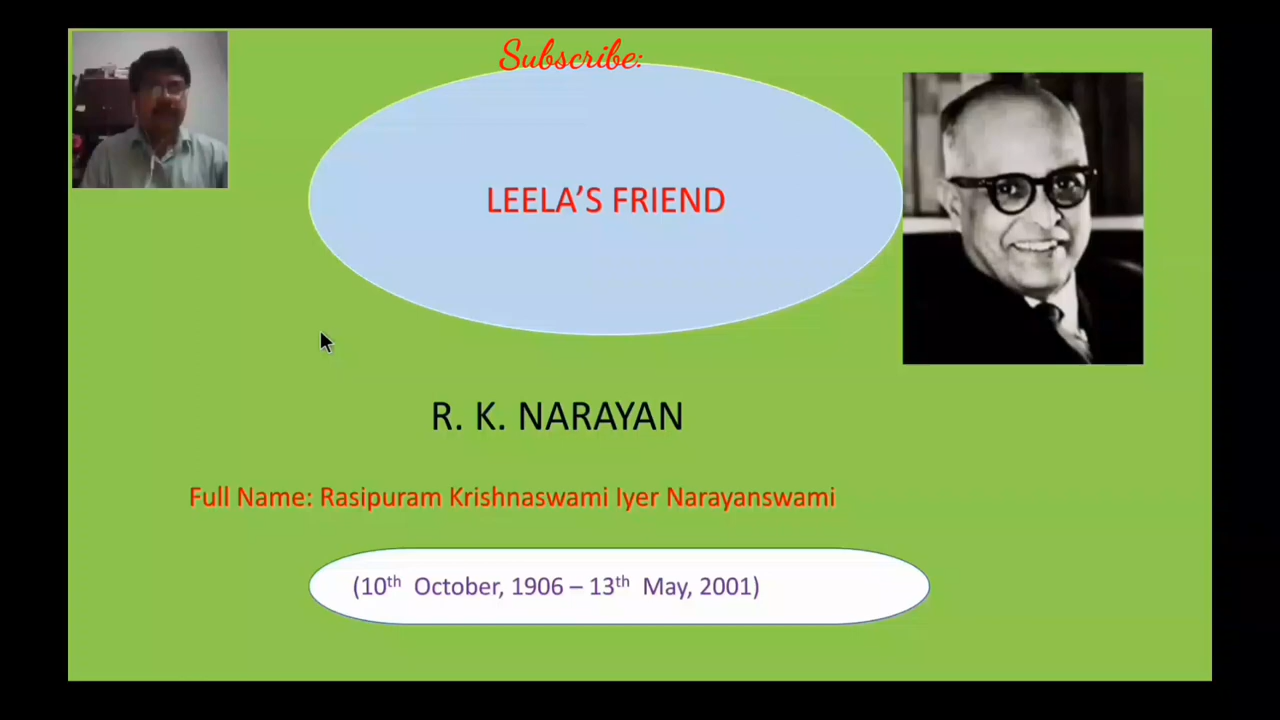 Subscribe:
LEELA'S FRIEND
R. K. NARAYAN
Full Name: Rasipuram Krishnaswami Iyer Narayanswami
(10th October, 1906 – 13th May, 2001)